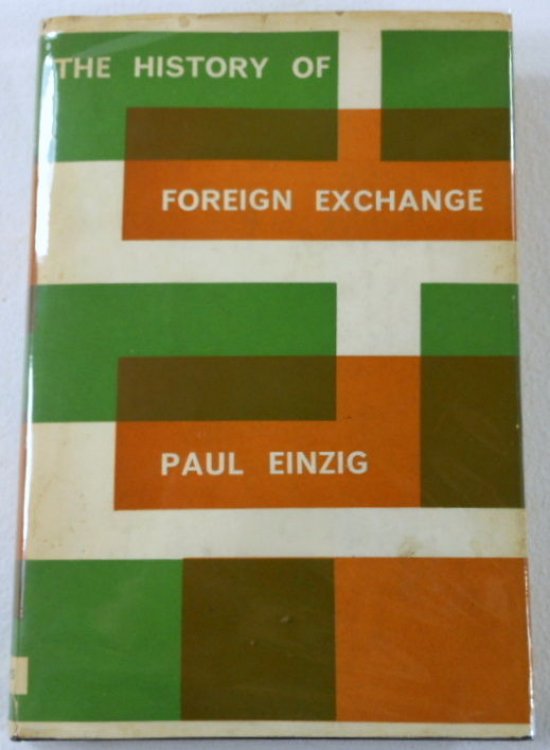 THE HISTORY OF
FOREIGN EXCHANGE
PAUL EINZIG